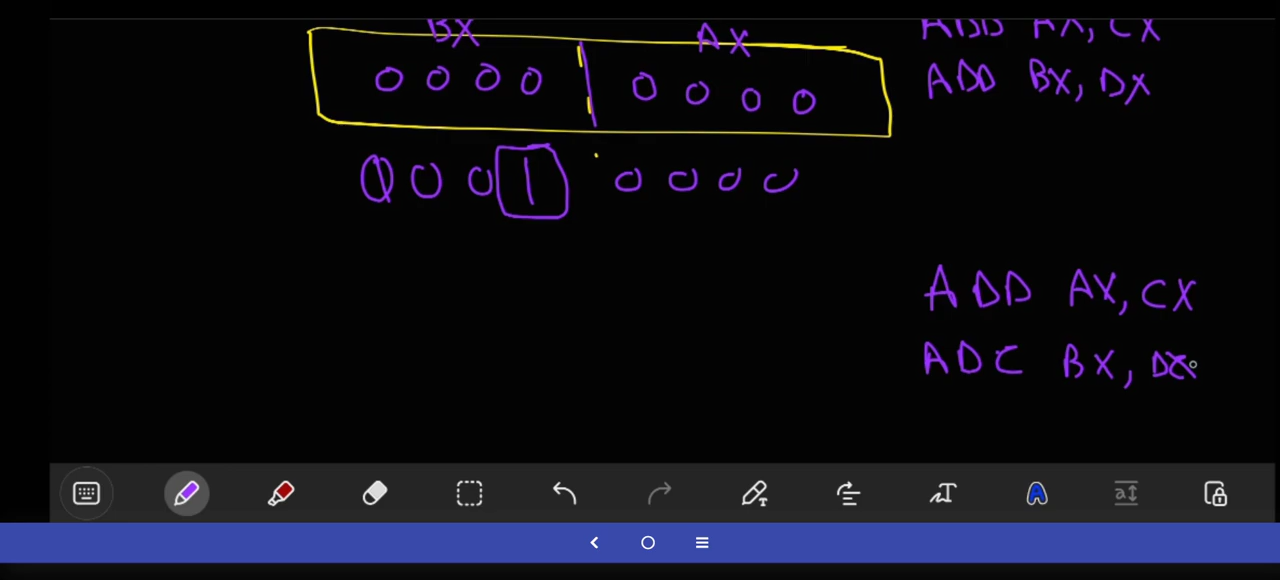 BX AX
ADD AX, CX
0 0 0 0 0 0 0 0
ADD BX, DX
0 0 0 1 0 0 0 0
ADD AX, CX
ADC BX, DX